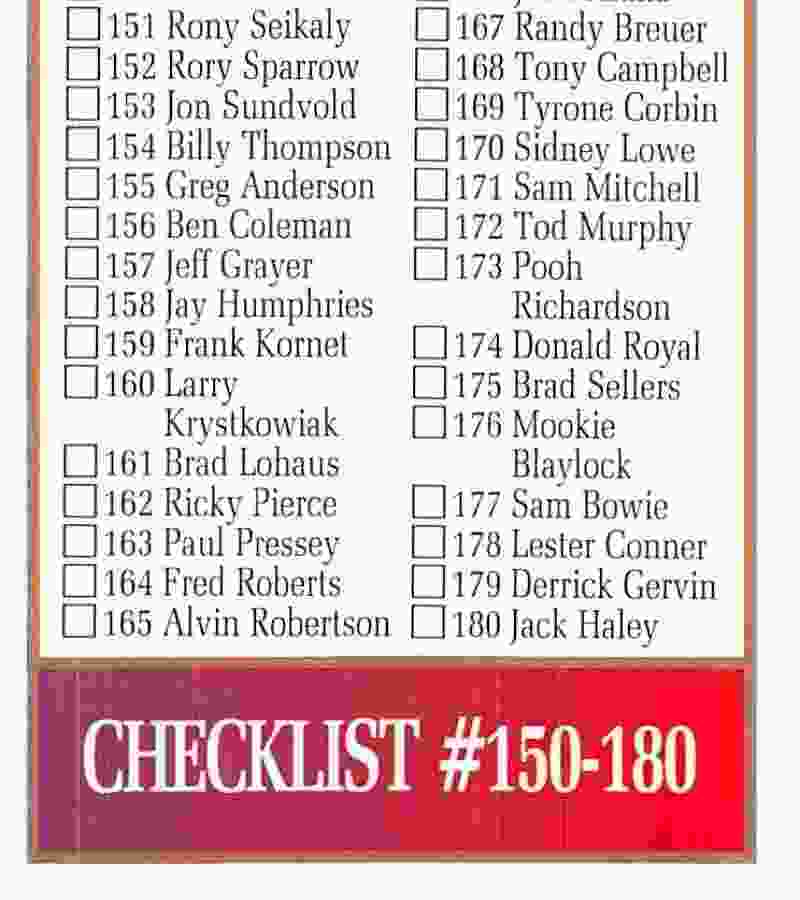 151 Rony Seikaly
152 Rory Sparrow
153 Jon Sundvold
154 Billy Thompson
155 Greg Anderson
156 Ben Coleman
157 Jeff Grayer
158 Jay Humphries
159 Frank Kornet
160 Larry
Krystkowiak
161 Brad Lohaus
162 Ricky Pierce
163 Paul Pressey
164 Fred Roberts
165 Alvin Robertson
167 Randy Breuer
168 Tony Campbell
169 Tyrone Corbin
170 Sidney Lowe
171 Sam Mitchell
172 Tod Murphy
173 Pooh
Richardson
174 Donald Royal
175 Brad Sellers
176 Mookie
Blaylock
177 Sam Bowie
178 Lester Conner
179 Derrick Gervin
180 Jack Haley
CHECKLIST #150-180